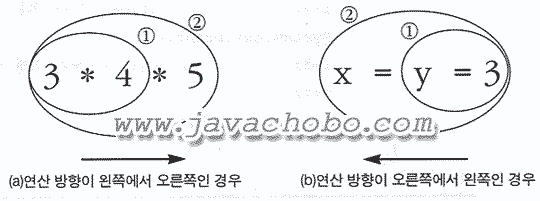 ① ②
3 * 4 * 5
② ①
x = y = 3
www.javachobo.com
(a)연산 방향이 왼쪽에서 오른쪽인 경우
(b)연산 방향이 오른쪽에서 왼쪽인 경우